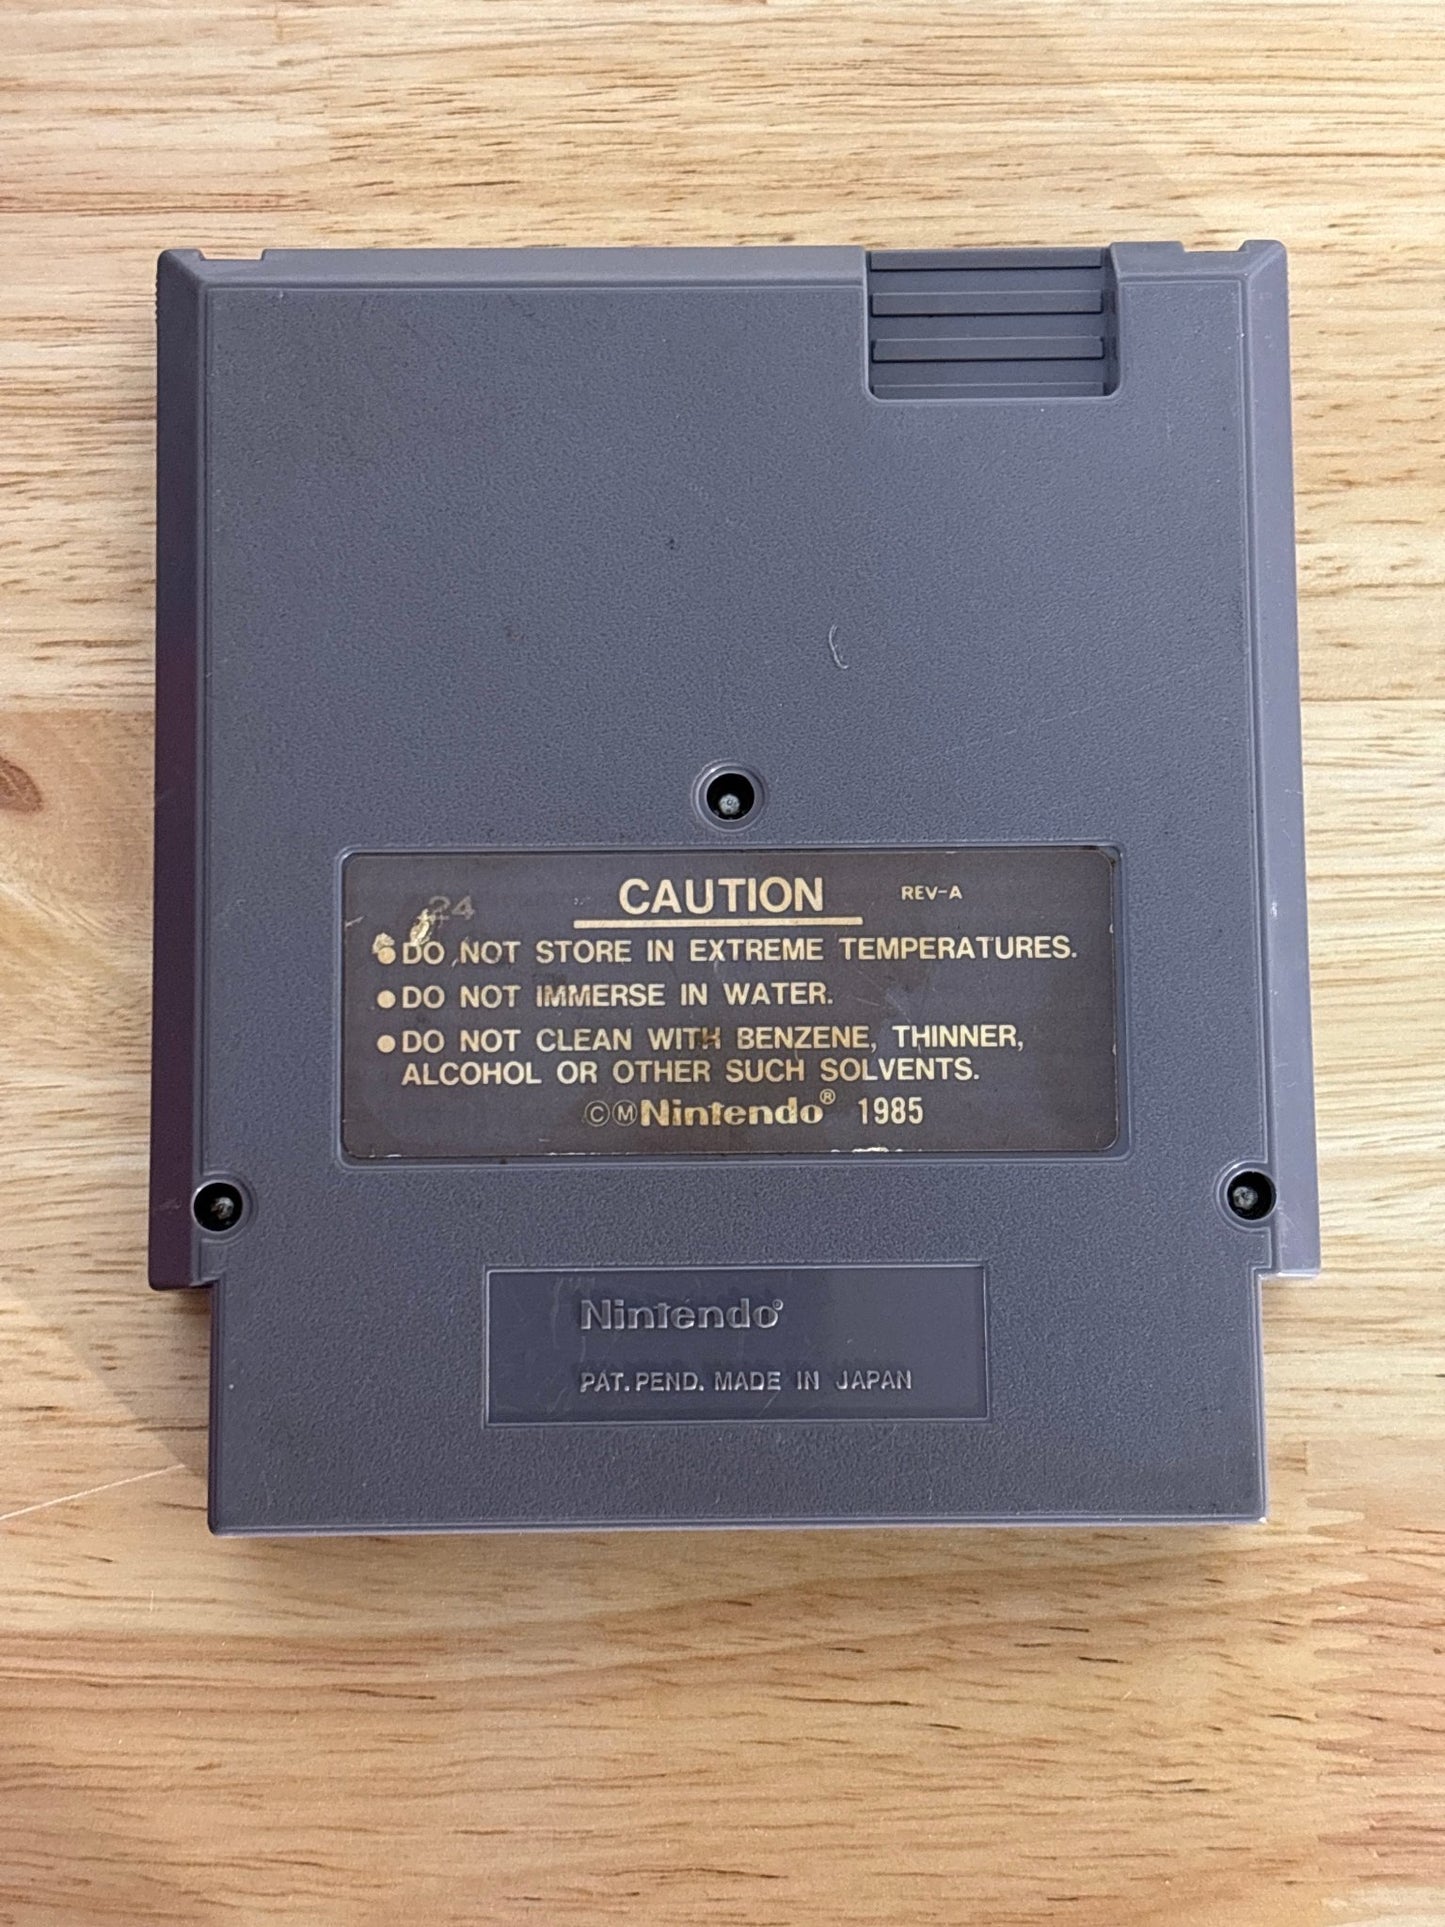 CAUTION REV-A
24
●DO NOT STORE IN EXTREME TEMPERATURES.
●DO NOT IMMERSE IN WATER.
●DO NOT CLEAN WITH BENZENE, THINNER,
ALCOHOL OR OTHER SUCH SOLVENTS.
ⒸⓂNintendo® 1985
Nintendo®
PAT. PEND. MADE IN JAPAN